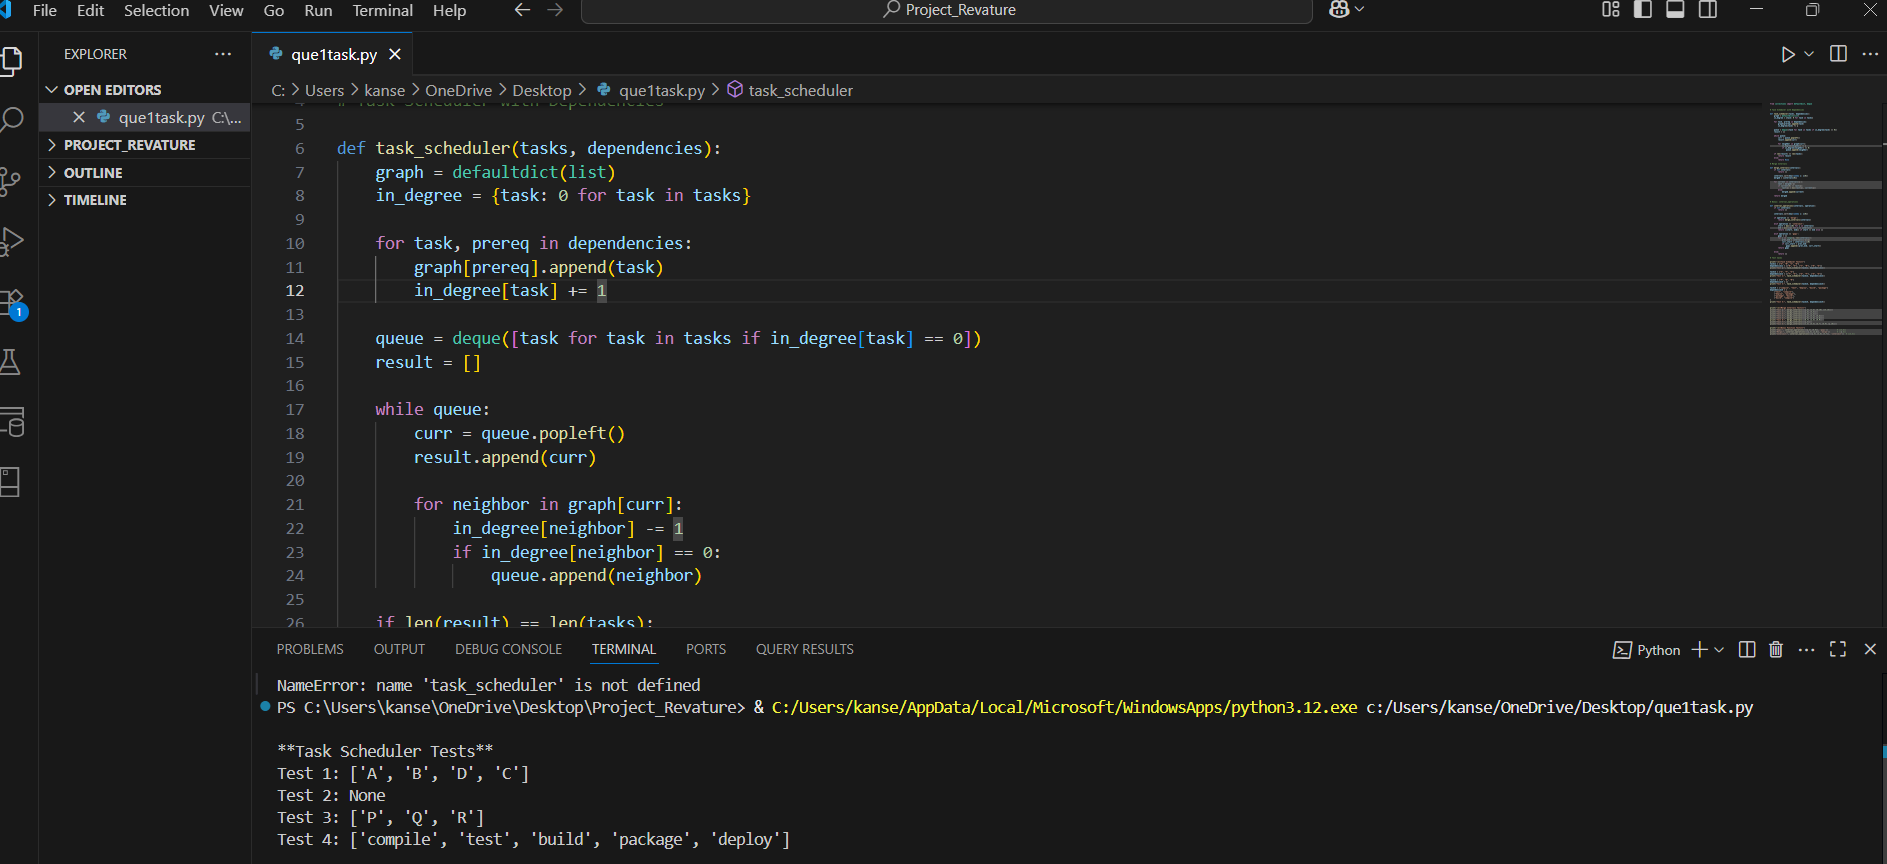 File Edit Selection View Go Run Terminal Help
Project_Revature
EXPLORER
OPEN EDITORS
que1task.py C:\...
PROJECT_REVATURE
OUTLINE
TIMELINE
1
que1task.py
C: > Users > kanse > OneDrive > Desktop > que1task.py > task_scheduler
4 # Task Scheduler with Dependencies
5
6 def task_scheduler(tasks, dependencies):
7     graph = defaultdict(list)
8     in_degree = {task: 0 for task in tasks}
9
10     for task, prereq in dependencies:
11         graph[prereq].append(task)
12         in_degree[task] += 1
13
14     queue = deque([task for task in tasks if in_degree[task] == 0])
15     result = []
16
17     while queue:
18         curr = queue.popleft()
19         result.append(curr)
20
21         for neighbor in graph[curr]:
22             in_degree[neighbor] -= 1
23             if in_degree[neighbor] == 0:
24                 queue.append(neighbor)
25
26     if len(result) == len(tasks):
PROBLEMS OUTPUT DEBUG CONSOLE TERMINAL PORTS QUERY RESULTS
Python
NameError: name 'task_scheduler' is not defined
PS C:\Users\kanse\OneDrive\Desktop\Project_Revature> & C:/Users/kanse/AppData/Local/Microsoft/WindowsApps/python3.12.exe c:/Users/kanse/OneDrive/Desktop/que1task.py
**Task Scheduler Tests**
Test 1: ['A', 'B', 'D', 'C']
Test 2: None
Test 3: ['P', 'Q', 'R']
Test 4: ['compile', 'test', 'build', 'package', 'deploy']